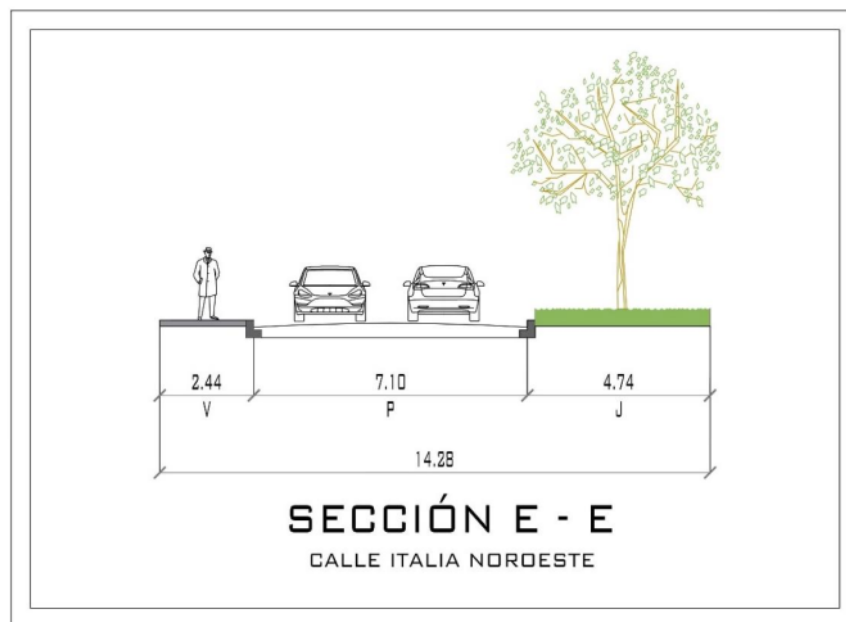 2.44 7.10 4.74
V P J
14.28
SECCIÓN E - E
CALLE ITALIA NOROESTE